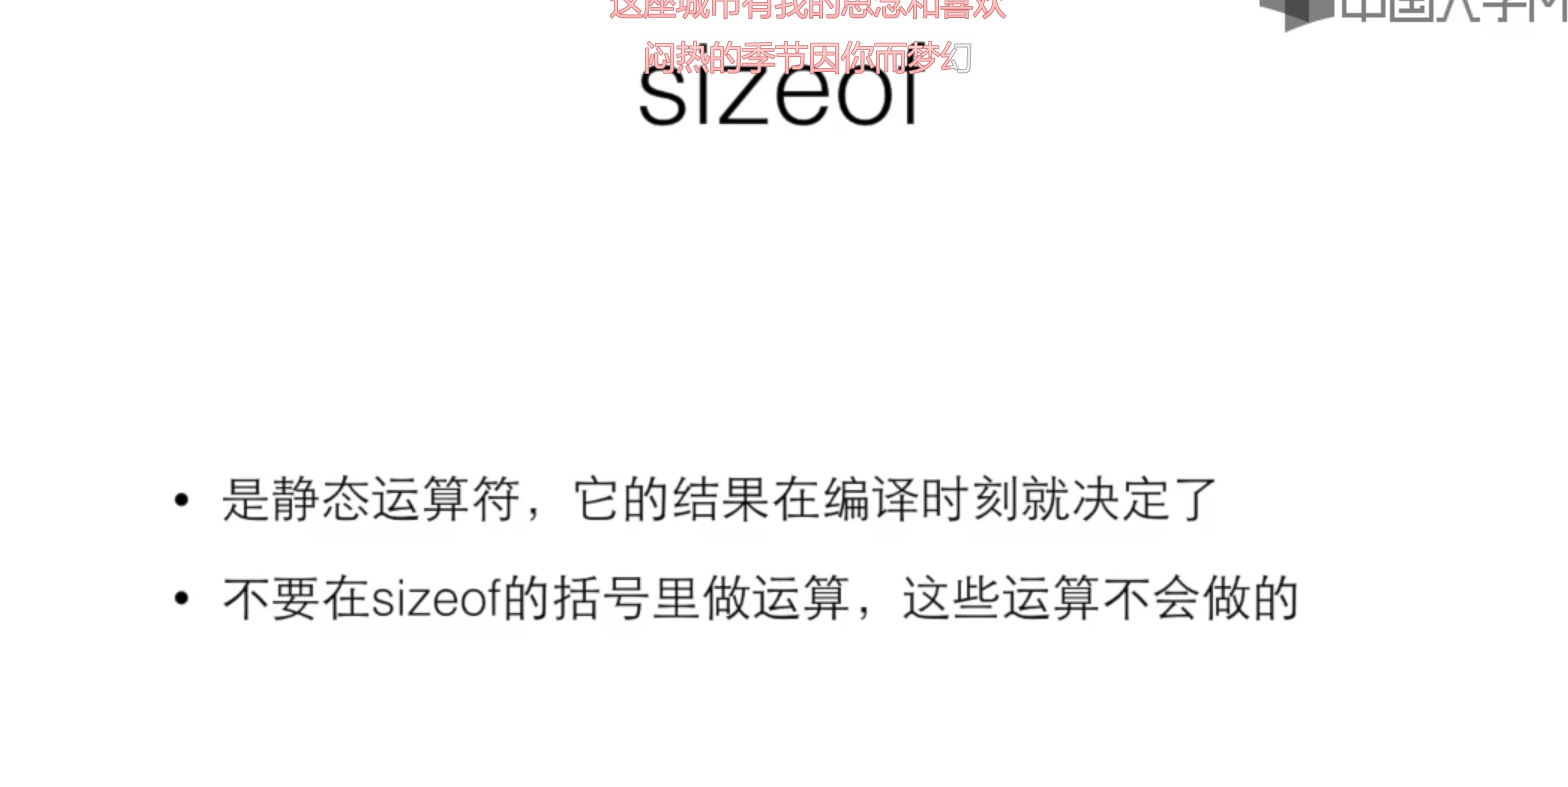 这座城市有我的思念和喜欢
中国大学M
闷热的季节因你而梦幻
sizeof
• 是静态运算符，它的结果在编译时刻就决定了
• 不要在sizeof的括号里做运算，这些运算不会做的